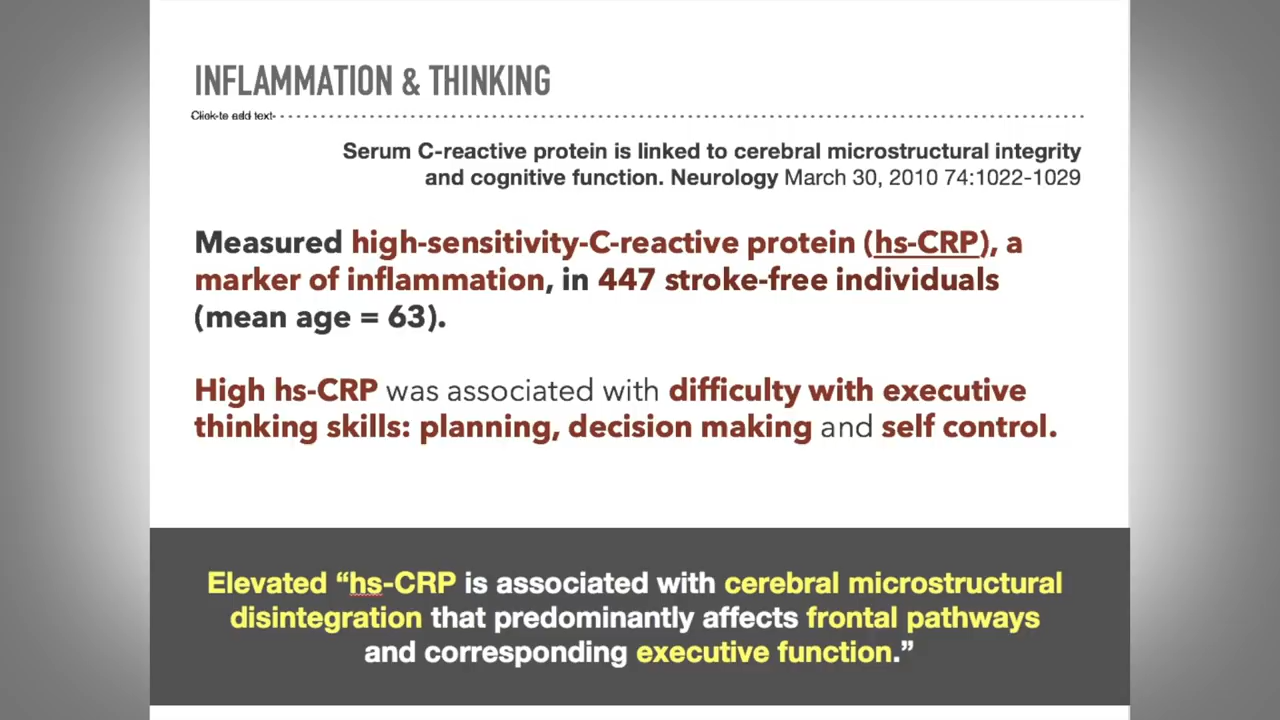 INFLAMMATION & THINKING
Click to add text
Serum C-reactive protein is linked to cerebral microstructural integrity
and cognitive function. Neurology March 30, 2010 74:1022-1029
Measured high-sensitivity-C-reactive protein (hs-CRP), a
marker of inflammation, in 447 stroke-free individuals
(mean age = 63).
High hs-CRP was associated with difficulty with executive
thinking skills: planning, decision making and self control.
Elevated “hs-CRP is associated with cerebral microstructural
disintegration that predominantly affects frontal pathways
and corresponding executive function.”